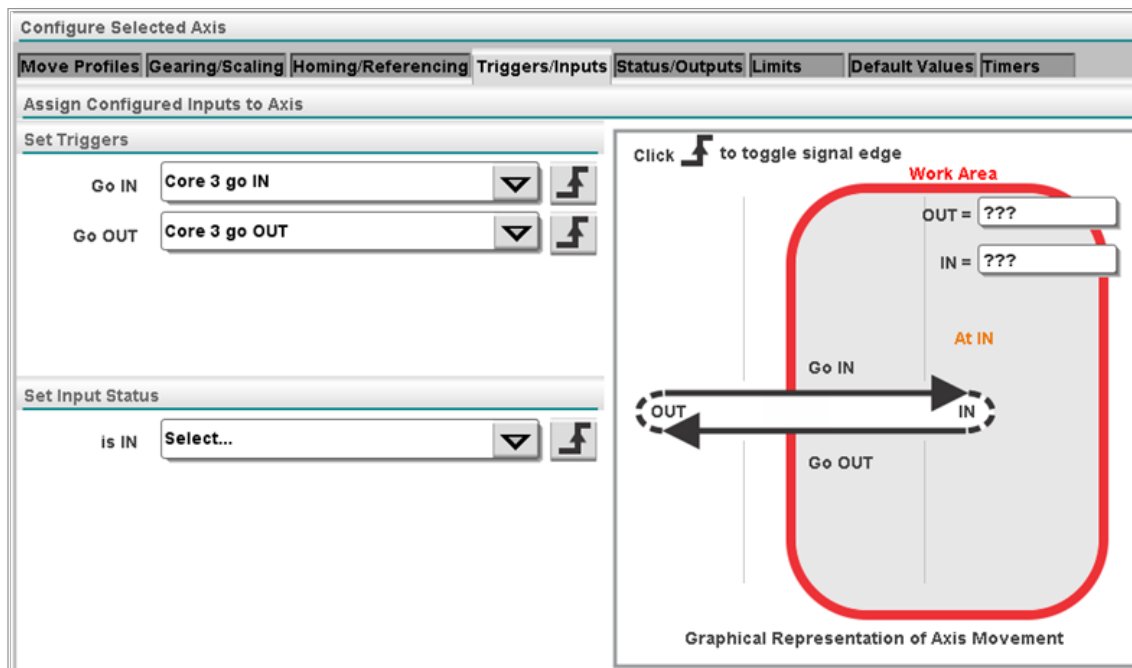 Configure Selected Axis
Move Profiles Gearing/Scaling Homing/Referencing Triggers/Inputs Status/Outputs Limits Default Values Timers
Assign Configured Inputs to Axis
Set Triggers
Go IN Core 3 go IN
Go OUT Core 3 go OUT
Set Input Status
is IN Select...
Click to toggle signal edge
Work Area
OUT = ???
IN = ???
At IN
Go IN
OUT IN
Go OUT
Graphical Representation of Axis Movement